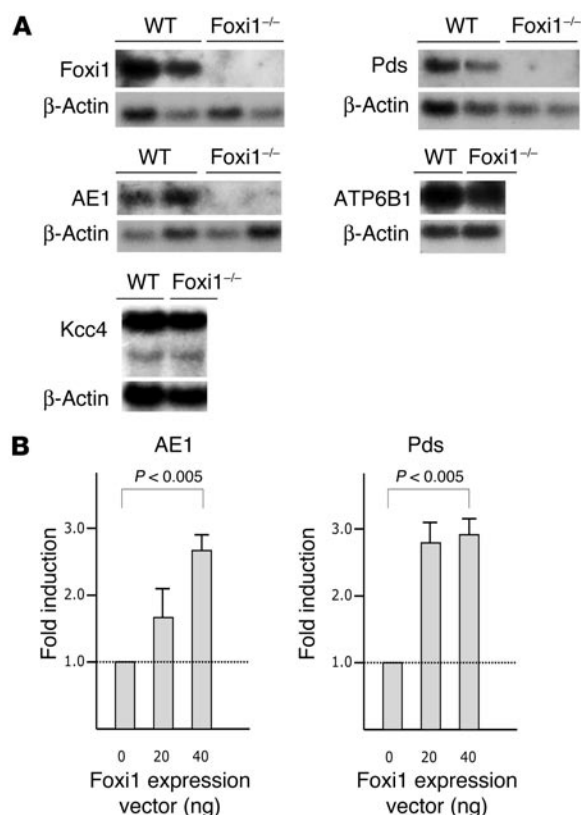 A
WT Foxi1⁻/⁻
Foxi1
β-Actin
WT Foxi1⁻/⁻
Pds
β-Actin
WT Foxi1⁻/⁻
AE1
β-Actin
WT Foxi1⁻/⁻
ATP6B1
β-Actin
WT Foxi1⁻/⁻
Kcc4
β-Actin
B
AE1
P < 0.005
3.0
2.0
1.0
Fold induction
0 20 40
Foxi1 expression
vector (ng)
Pds
P < 0.005
3.0
2.0
1.0
Fold induction
0 20 40
Foxi1 expression
vector (ng)